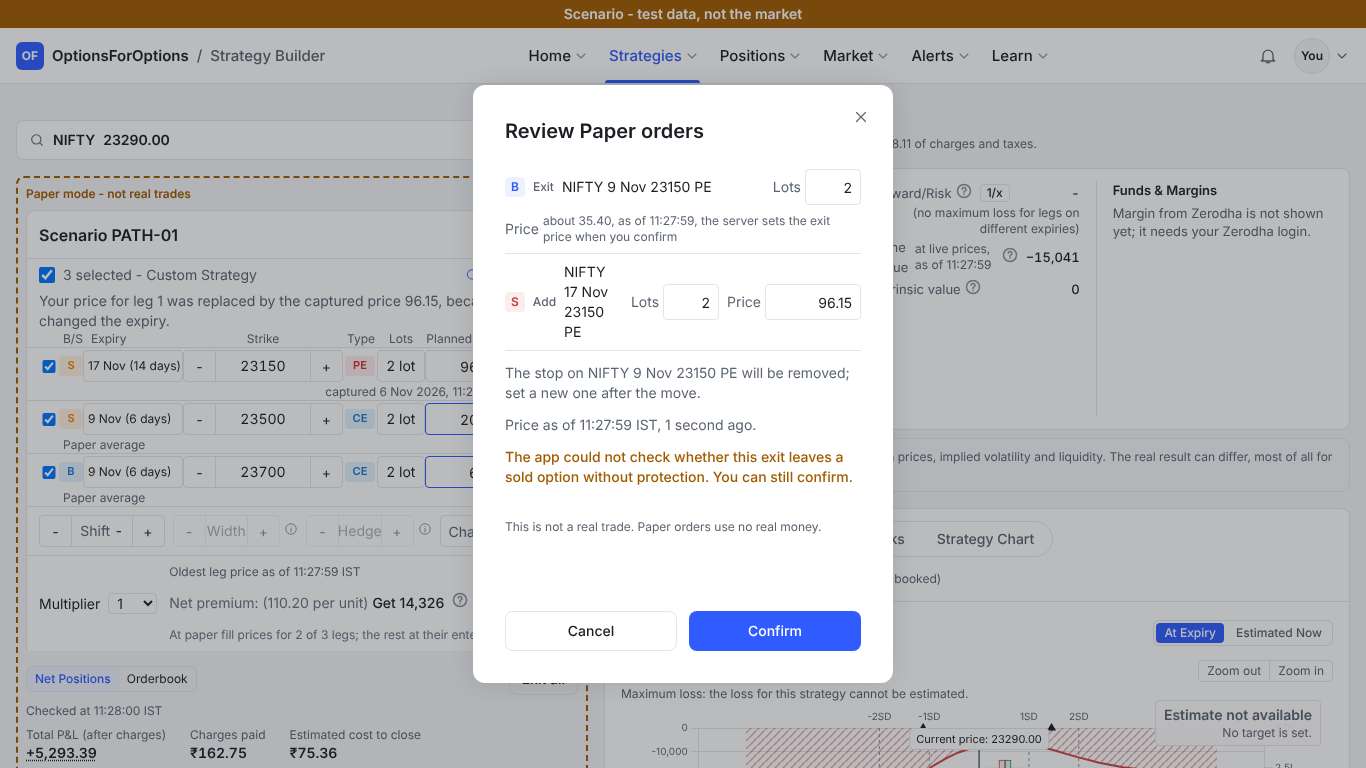 Scenario - test data, not the market
OF OptionsForOptions / Strategy Builder
Home Strategies Positions Market Alerts Learn You
NIFTY 23290.00
8.11 of charges and taxes.
Paper mode - not real trades
Scenario PATH-01
3 selected - Custom Strategy
Your price for leg 1 was replaced by the captured price 96.15, beca
changed the expiry.
B/S Expiry Strike Type Lots Planned
S 17 Nov (14 days) - 23150 + PE 2 lot 96
captured 6 Nov 2026, 11:2
S 9 Nov (6 days) - 23500 + CE 2 lot 20
Paper average
B 9 Nov (6 days) - 23700 + CE 2 lot 6
Paper average
- Shift - + - Width + - Hedge + Cha
Oldest leg price as of 11:27:59 IST
Multiplier 1 Net premium: (110.20 per unit) Get 14,326
At paper fill prices for 2 of 3 legs; the rest at their ente
Net Positions Orderbook
Checked at 11:28:00 IST
Total P&L (after charges) Charges paid Estimated cost to close
+5,293.39 ₹162.75 ₹75.36
Review Paper orders
B Exit NIFTY 9 Nov 23150 PE Lots 2
Price about 35.40, as of 11:27:59, the server sets the exit
price when you confirm
S Add NIFTY
17 Nov
23150
PE
Lots 2 Price 96.15
The stop on NIFTY 9 Nov 23150 PE will be removed;
set a new one after the move.
Price as of 11:27:59 IST, 1 second ago.
The app could not check whether this exit leaves a
sold option without protection. You can still confirm.
This is not a real trade. Paper orders use no real money.
Cancel Confirm
ward/Risk 1/x -
(no maximum loss for legs on
different expiries)
at live prices,
as of 11:27:59
−15,041
rinsic value 0
Funds & Margins
Margin from Zerodha is not shown
yet; it needs your Zerodha login.
prices, implied volatility and liquidity. The real result can differ, most of all for
ks Strategy Chart
booked)
At Expiry Estimated Now
Zoom out Zoom in
Maximum loss: the loss for this strategy cannot be estimated.
-2SD -1SD 1SD 2SD
Estimate not available
No target is set.
0
Current price: 23290.00
-10,000